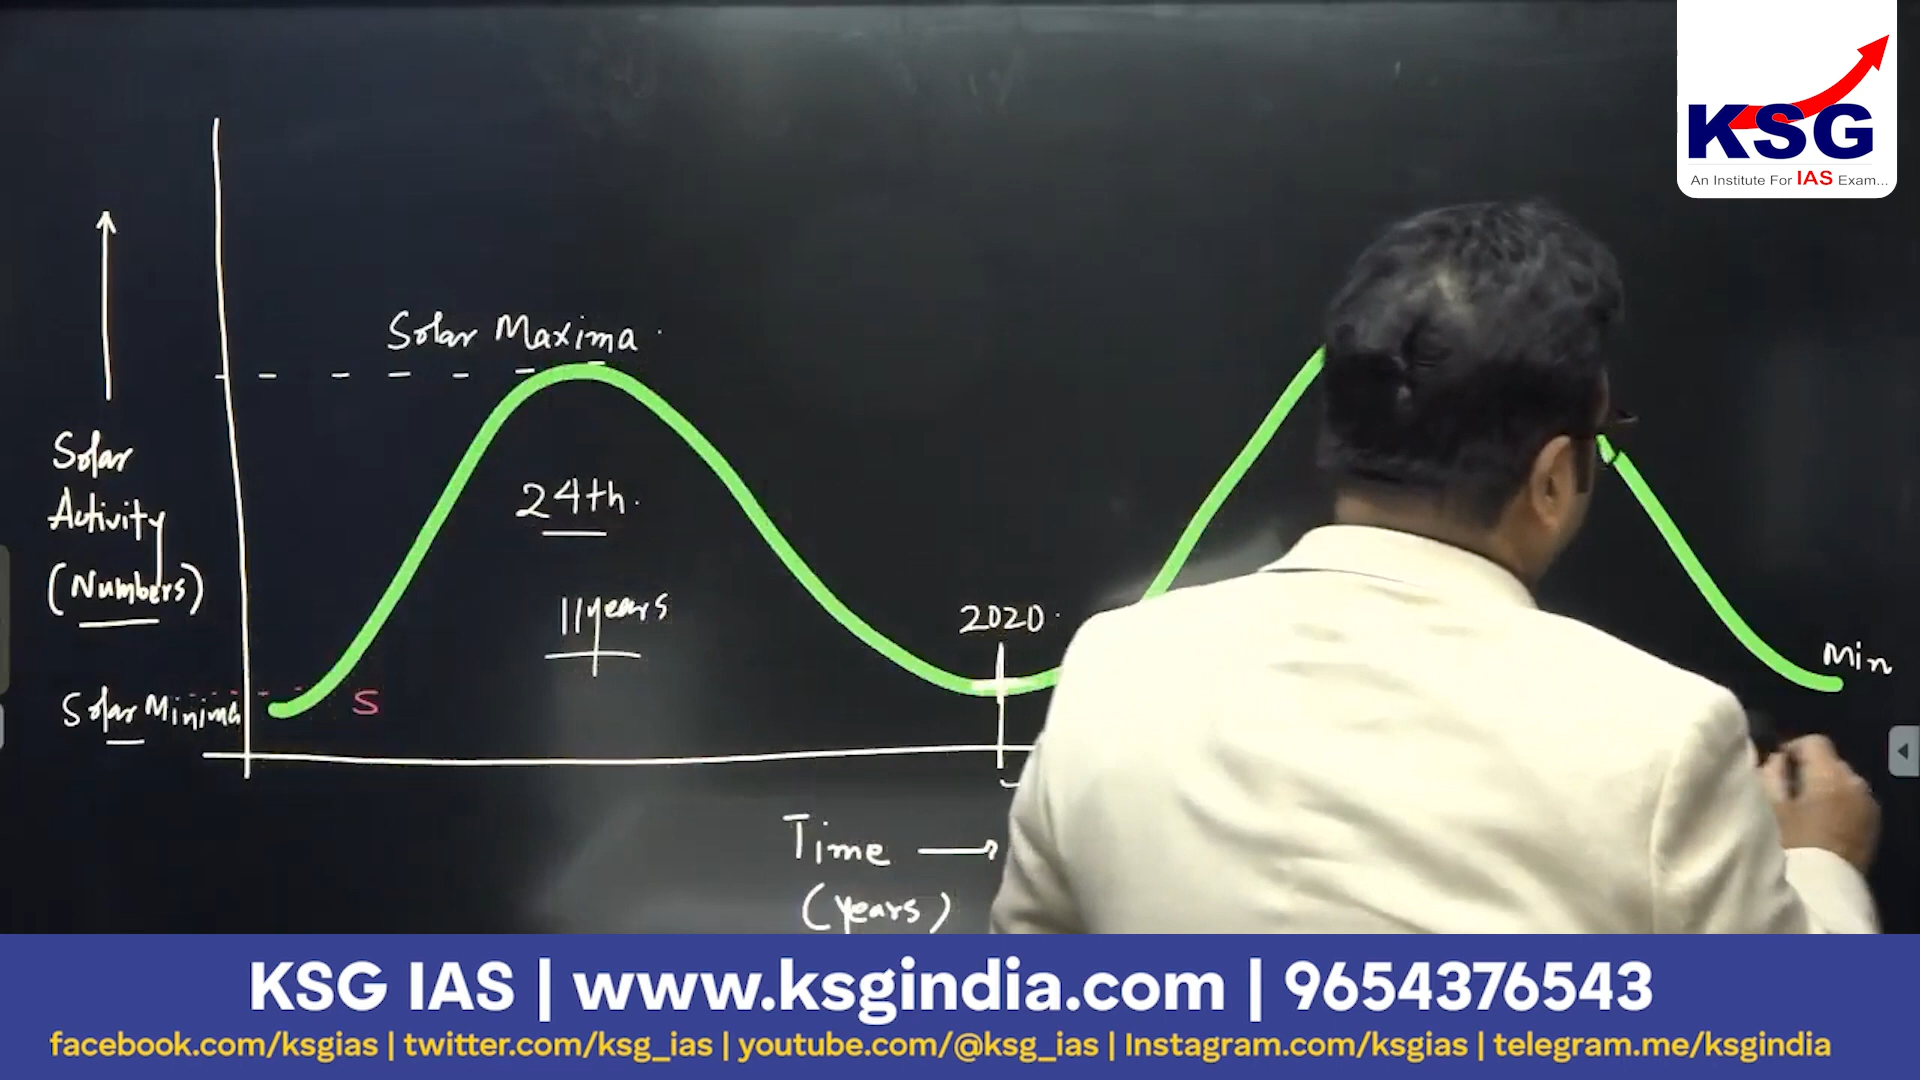 KSG
An Institute For IAS Exam...
Solar Maxima
Solar
Activity
(Numbers)
24th
11years
2020
Min
Solar Minima
S
Time
(years)
KSG IAS | www.ksgindia.com | 9654376543
facebook.com/ksgias | twitter.com/ksg_ias | youtube.com/@ksg_ias | Instagram.com/ksgias | telegram.me/ksgindia